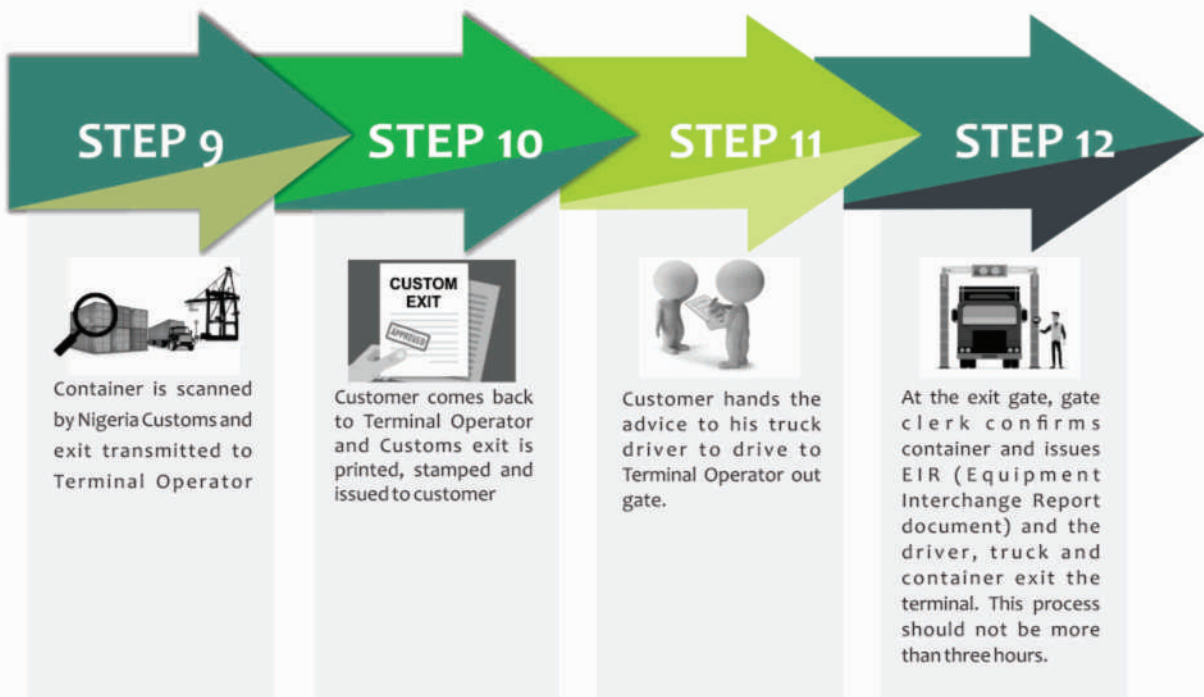 STEP 9
STEP 10
STEP 11
STEP 12
CUSTOM
EXIT
APPROVED
Container is scanned
by Nigeria Customs and
exit transmitted to
Terminal Operator
Customer comes back
to Terminal Operator
and Customs exit is
printed, stamped and
issued to customer
Customer hands the
advice to his truck
driver to drive to
Terminal Operator out
gate.
At the exit gate, gate
clerk confirms
container and issues
EIR (Equipment
Interchange Report
document) and the
driver, truck and
container exit the
terminal. This process
should not be more
than three hours.